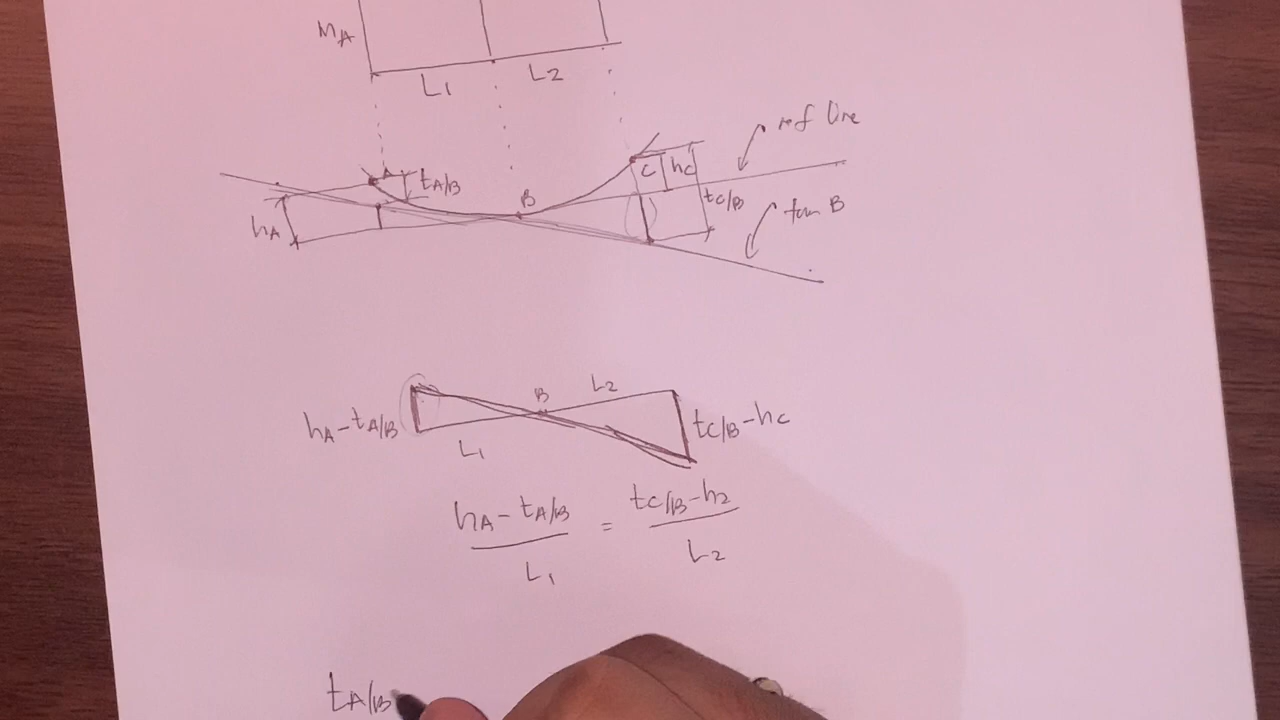 MA
L1 L2
ref line
A tA/B C hC
tC/B
B tan B
hA
B L2
hA-tA/B tC/B-hC
L1
hA-tA/B = tC/B-h2
L1 L2
tA/B